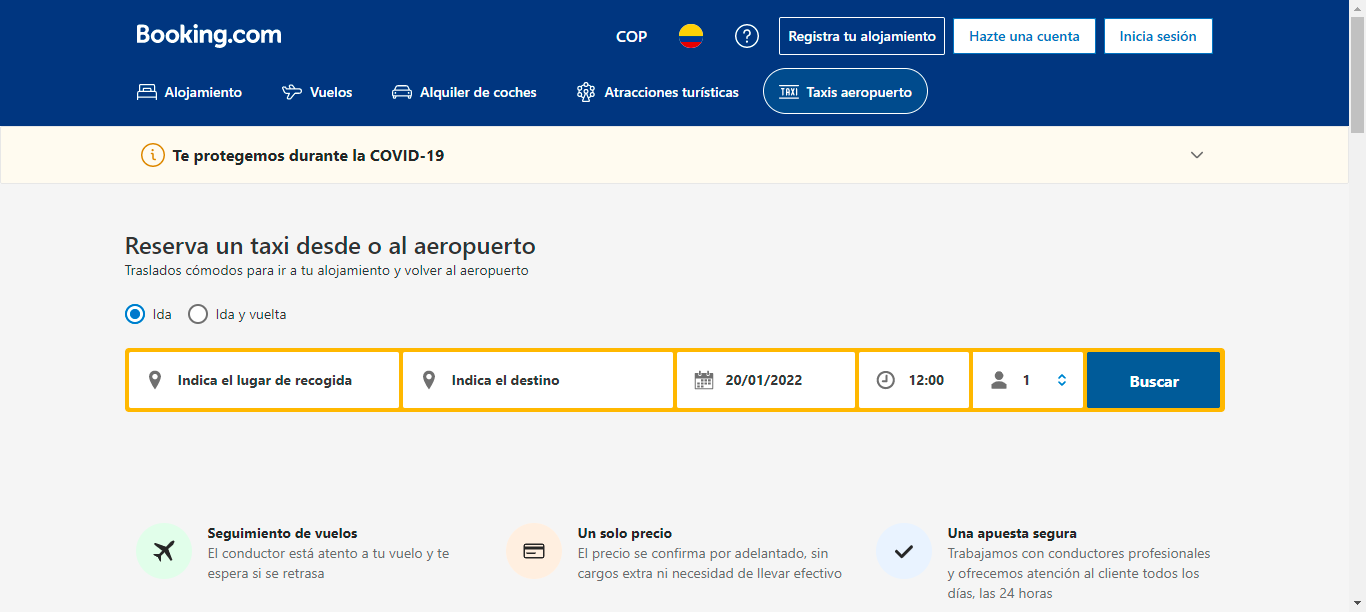 Booking.com
COP
Registra tu alojamiento
Hazte una cuenta
Inicia sesión
Alojamiento
Vuelos
Alquiler de coches
Atracciones turísticas
TAXI Taxis aeropuerto
Te protegemos durante la COVID-19
Reserva un taxi desde o al aeropuerto
Traslados cómodos para ir a tu alojamiento y volver al aeropuerto
Ida
Ida y vuelta
Indica el lugar de recogida
Indica el destino
20/01/2022
12:00
1
Buscar
Seguimiento de vuelos
El conductor está atento a tu vuelo y te
espera si se retrasa
Un solo precio
El precio se confirma por adelantado, sin
cargos extra ni necesidad de llevar efectivo
Una apuesta segura
Trabajamos con conductores profesionales
y ofrecemos atención al cliente todos los
días, las 24 horas